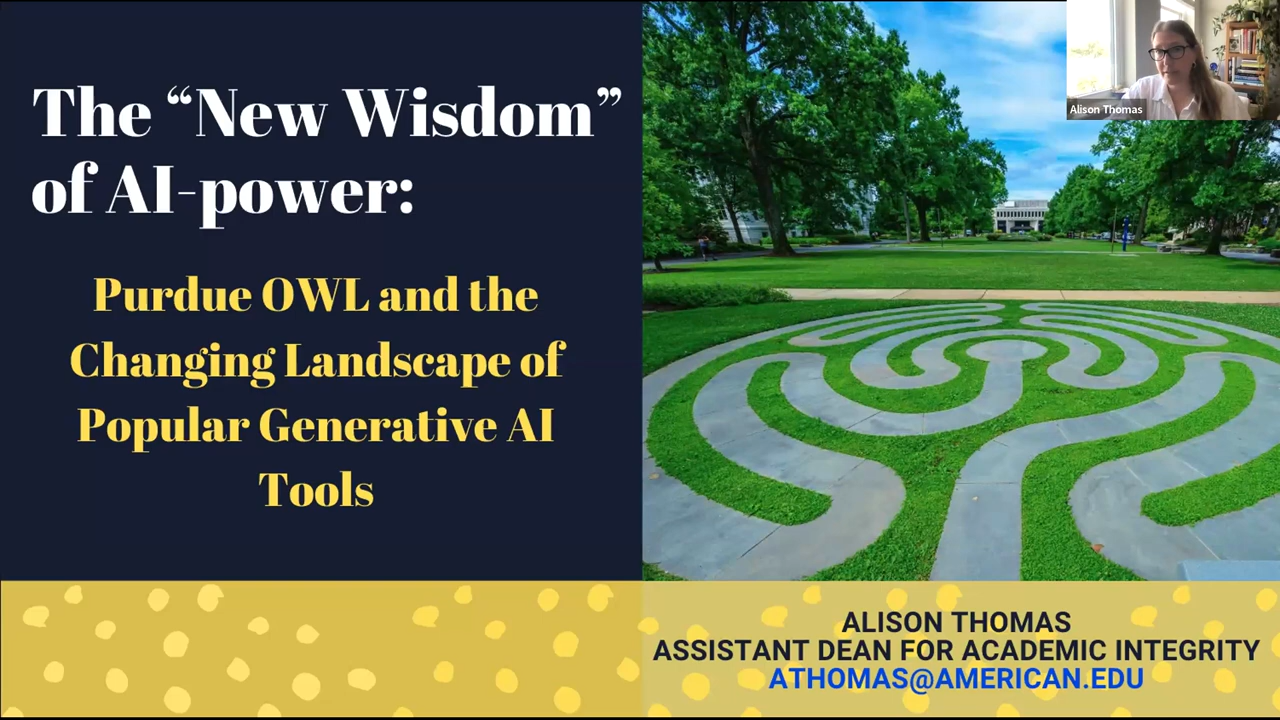 The “New Wisdom”
of AI-power:
Purdue OWL and the
Changing Landscape of
Popular Generative AI
Tools
Alison Thomas
ALISON THOMAS
ASSISTANT DEAN FOR ACADEMIC INTEGRITY
ATHOMAS@AMERICAN.EDU